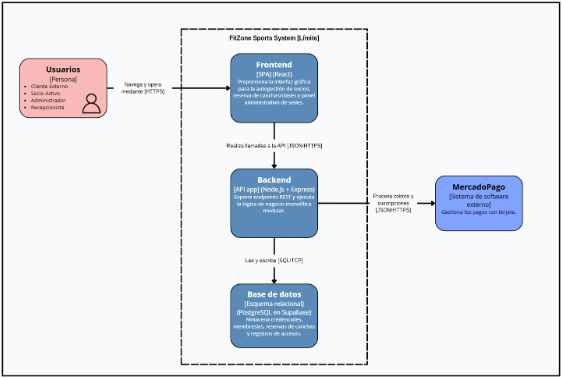 FitZone Sports System [Límite]
Usuarios
[Persona]
Cliente Externo
Socio Activo
Administrador
Recepcionista
Navega y opera
mediante [HTTPS]
Frontend
[SPA] (React)
Proporciona la interfaz gráfica
para la autogestión de socios,
reserva de canchas/clases y panel
administrativo de sedes.
Realiza llamadas a la API [JSON/HTTPS]
Backend
[API app] (Node.js + Express)
Expone endpoints REST y ejecuta
la lógica de negocio monolítica
modular.
Procesa cobros y
suscripciones
[JSON/HTTPS]
MercadoPago
[Sistema de software
externo]
Gestiona los pagos con tarjeta.
Lee y escribe [SQL/TCP]
Base de datos
[Esquema relacional]
(PostgreSQL en Supabase)
Almacena credenciales,
membresías, reservas de canchas
y registros de accesos.